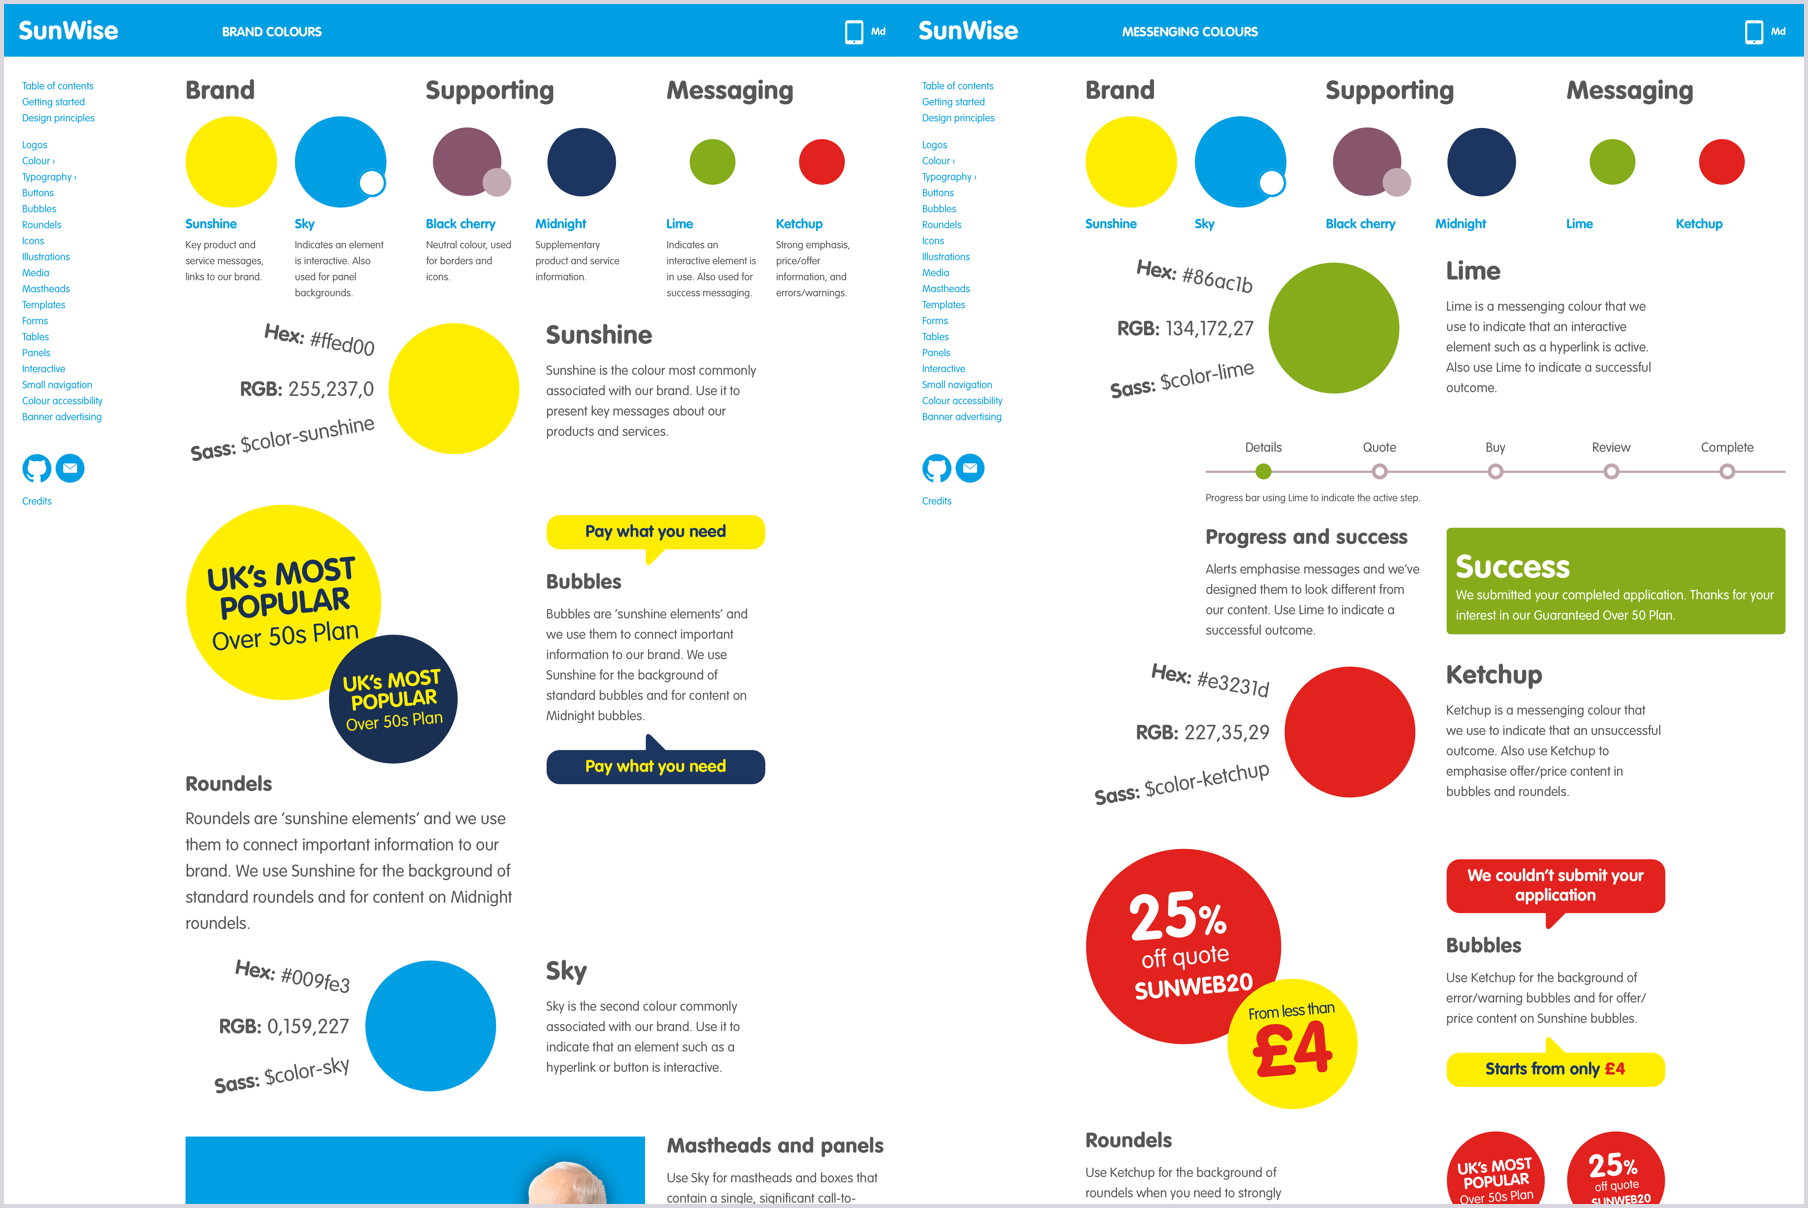 SunWise
BRAND COLOURS
Md
Table of contents
Getting started
Design principles
Logos
Colour ›
Typography ›
Buttons
Bubbles
Roundels
Icons
Illustrations
Media
Mastheads
Templates
Forms
Tables
Panels
Interactive
Small navigation
Colour accessibility
Banner advertising
Credits
Brand
Supporting
Messaging
Sunshine
Key product and
service messages,
links to our brand.
Sky
Indicates an element
is interactive. Also
used for panel
backgrounds.
Black cherry
Neutral colour, used
for borders and
icons.
Midnight
Supplementary
product and service
information.
Lime
Indicates an
interactive element is
in use. Also used for
success messaging.
Ketchup
Strong emphasis,
price/offer
information, and
errors/warnings.
Hex: #ffed00
RGB: 255,237,0
Sass: $color-sunshine
Sunshine
Sunshine is the colour most commonly
associated with our brand. Use it to
present key messages about our
products and services.
UK's MOST
POPULAR
Over 50s Plan
UK's MOST
POPULAR
Over 50s Plan
Roundels
Roundels are ‘sunshine elements’ and we use
them to connect important information to our
brand. We use Sunshine for the background of
standard roundels and for content on Midnight
roundels.
Pay what you need
Bubbles
Bubbles are ‘sunshine elements’ and
we use them to connect important
information to our brand. We use
Sunshine for the background of
standard bubbles and for content on
Midnight bubbles.
Pay what you need
Hex: #009fe3
RGB: 0,159,227
Sass: $color-sky
Sky
Sky is the second colour commonly
associated with our brand. Use it to
indicate that an element such as a
hyperlink or button is interactive.
Mastheads and panels
Use Sky for mastheads and boxes that
contain a single, significant call-to-
SunWise
MESSENGING COLOURS
Md
Table of contents
Getting started
Design principles
Logos
Colour ›
Typography ›
Buttons
Bubbles
Roundels
Icons
Illustrations
Media
Mastheads
Templates
Forms
Tables
Panels
Interactive
Small navigation
Colour accessibility
Banner advertising
Credits
Brand
Supporting
Messaging
Sunshine
Sky
Black cherry
Midnight
Lime
Ketchup
Hex: #86ac1b
RGB: 134,172,27
Sass: $color-lime
Lime
Lime is a messenging colour that we
use to indicate that an interactive
element such as a hyperlink is active.
Also use Lime to indicate a successful
outcome.
Details
Quote
Buy
Review
Complete
Progress bar using Lime to indicate the active step.
Progress and success
Alerts emphasise messages and we’ve
designed them to look different from
our content. Use Lime to indicate a
successful outcome.
Success
We submitted your completed application. Thanks for your
interest in our Guaranteed Over 50 Plan.
Hex: #e3231d
RGB: 227,35,29
Sass: $color-ketchup
Ketchup
Ketchup is a messenging colour that
we use to indicate that an unsuccessful
outcome. Also use Ketchup to
emphasise offer/price content in
bubbles and roundels.
25%
off quote
SUNWEB20
From less than
£4
We couldn’t submit your
application
Bubbles
Use Ketchup for the background of
error/warning bubbles and for offer/
price content on Sunshine bubbles.
Starts from only £4
Roundels
Use Ketchup for the background of
roundels when you need to strongly
UK's MOST
POPULAR
Over 50s Plan
25%
off quote
SUNWEB20